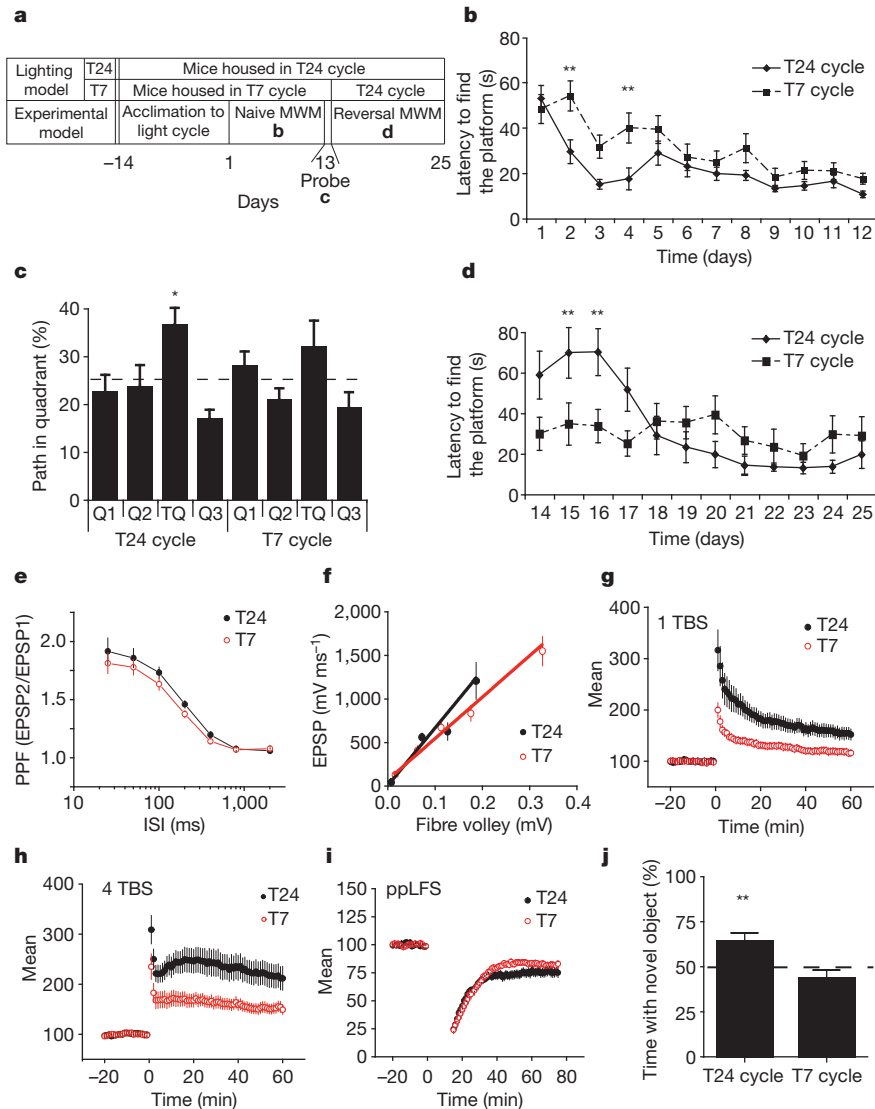 a
Lighting model
T24
Mice housed in T24 cycle
T7
Mice housed in T7 cycle
T24 cycle
Experimental model
Acclimation to light cycle
Naive MWM
b
Reversal MWM
d
−14
1
13
25
Probe
c
Days
b
Latency to find
the platform (s)
80
60
40
20
0
**
**
T24 cycle
T7 cycle
1 2 3 4 5 6 7 8 9 10 11 12
Time (days)
c
Path in quadrant (%)
40
30
20
10
0
*
Q1 Q2 TQ Q3 Q1 Q2 TQ Q3
T24 cycle T7 cycle
d
Latency to find
the platform (s)
80
60
40
20
0
** **
T24 cycle
T7 cycle
14 15 16 17 18 19 20 21 22 23 24 25
Time (days)
e
PPF (EPSP2/EPSP1)
2.0
1.5
1.0
T24
T7
10 100 1,000
ISI (ms)
f
EPSP (mV ms−1)
2,000
1,500
1,000
500
0
T24
T7
0 0.1 0.2 0.3 0.4
Fibre volley (mV)
g
1 TBS
Mean
400
300
200
100
T24
T7
−20 0 20 40 60
Time (min)
h
4 TBS
Mean
400
300
200
100
T24
T7
−20 0 20 40 60
Time (min)
i
ppLFS
Mean
150
125
100
75
50
25
0
T24
T7
−20 0 20 40 60 80
Time (min)
j
Time with novel object (%)
100
75
50
25
0
**
T24 cycle T7 cycle